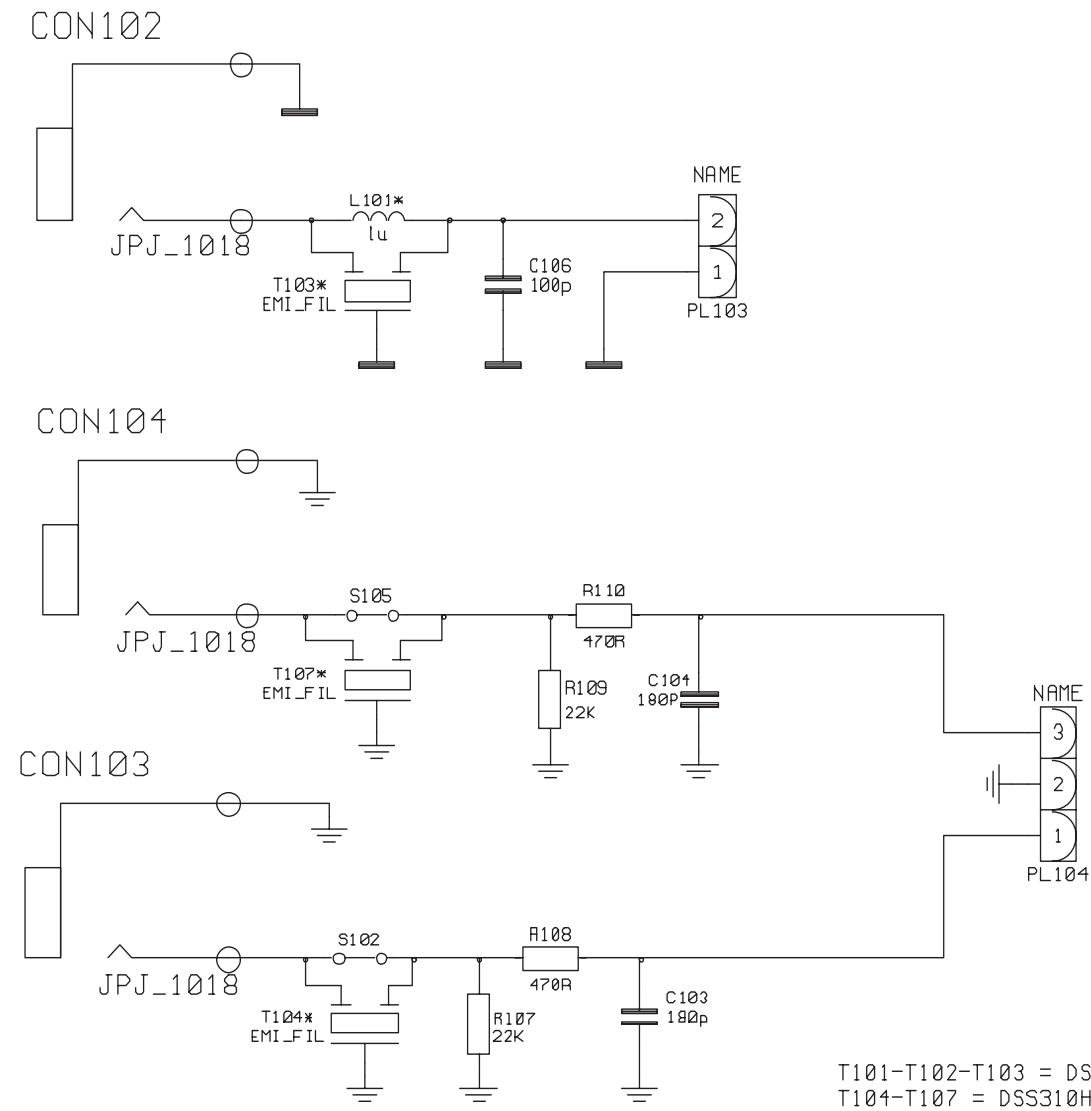 CON102
NAME
L101*
1u
2
JPJ_1018
C106
100p
1
T103*
EMI_FIL
PL103
CON104
S105
R110
JPJ_1018
470R
T107*
EMI_FIL
R109
22K
C104
180P
NAME
3
CON103
2
1
PL104
S102
R108
JPJ_1018
470R
C103
180p
T104*
EMI_FIL
R107
22K
T101-T102-T103 = DS
T104-T107 = DSS310H